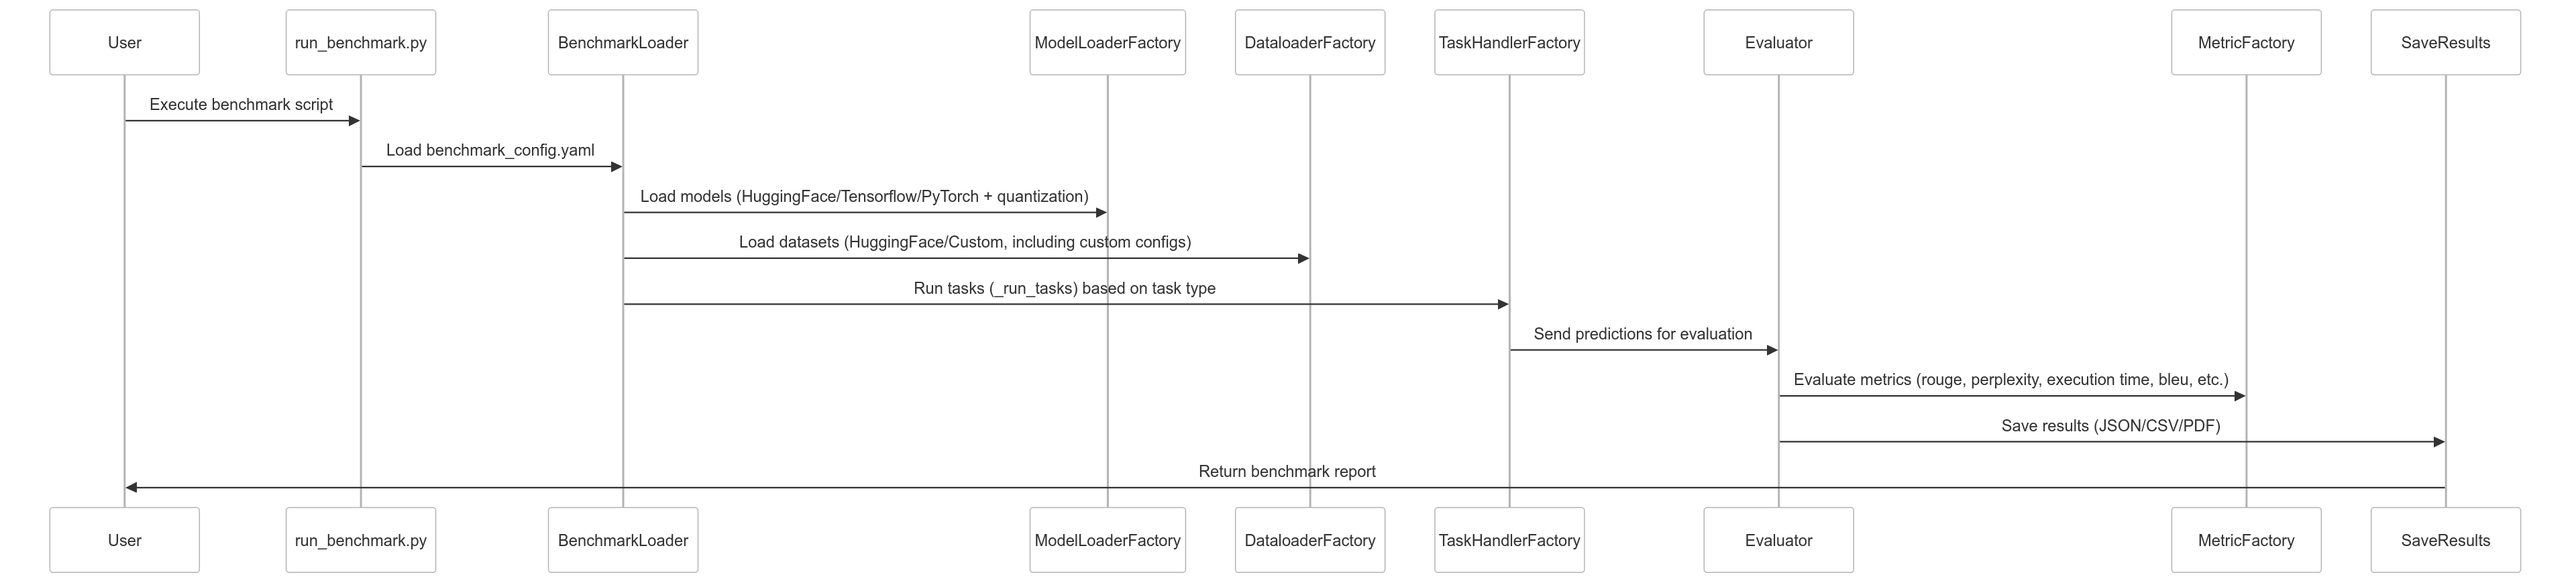 User
run_benchmark.py
BenchmarkLoader
ModelLoaderFactory
DataloaderFactory
TaskHandlerFactory
Evaluator
MetricFactory
SaveResults
Execute benchmark script
Load benchmark_config.yaml
Load models (HuggingFace/Tensorflow/PyTorch + quantization)
Load datasets (HuggingFace/Custom, including custom configs)
Run tasks (_run_tasks) based on task type
Send predictions for evaluation
Evaluate metrics (rouge, perplexity, execution time, bleu, etc.)
Save results (JSON/CSV/PDF)
Return benchmark report
User
run_benchmark.py
BenchmarkLoader
ModelLoaderFactory
DataloaderFactory
TaskHandlerFactory
Evaluator
MetricFactory
SaveResults